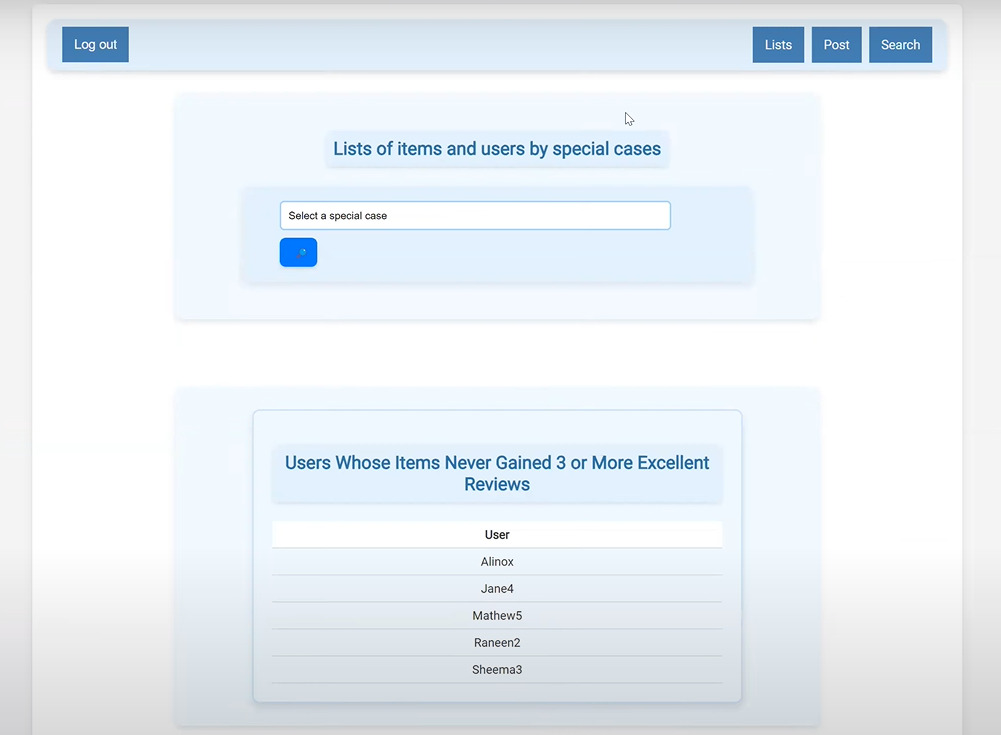 Log out
Lists
Post
Search
Lists of items and users by special cases
Select a special case
Users Whose Items Never Gained 3 or More Excellent
Reviews
User
Alinox
Jane4
Mathew5
Raneen2
Sheema3